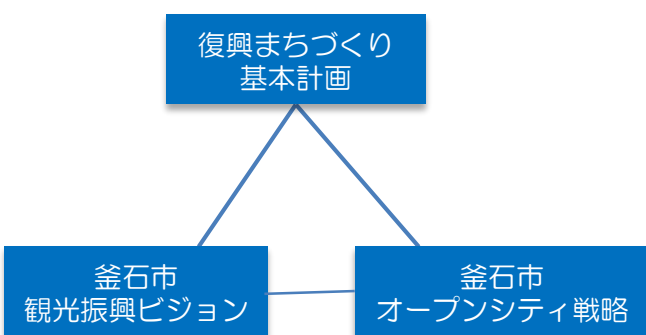 復興まちづくり
基本計画
釜石市
観光振興ビジョン
釜石市
オープンシティ戦略